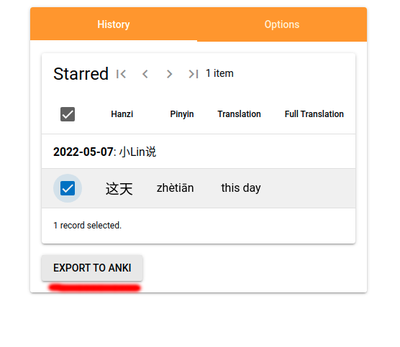 History Options
Starred 1 item
Hanzi Pinyin Translation Full Translation
2022-05-07: 小Lin说
这天 zhètiān this day
1 record selected.
EXPORT TO ANKI